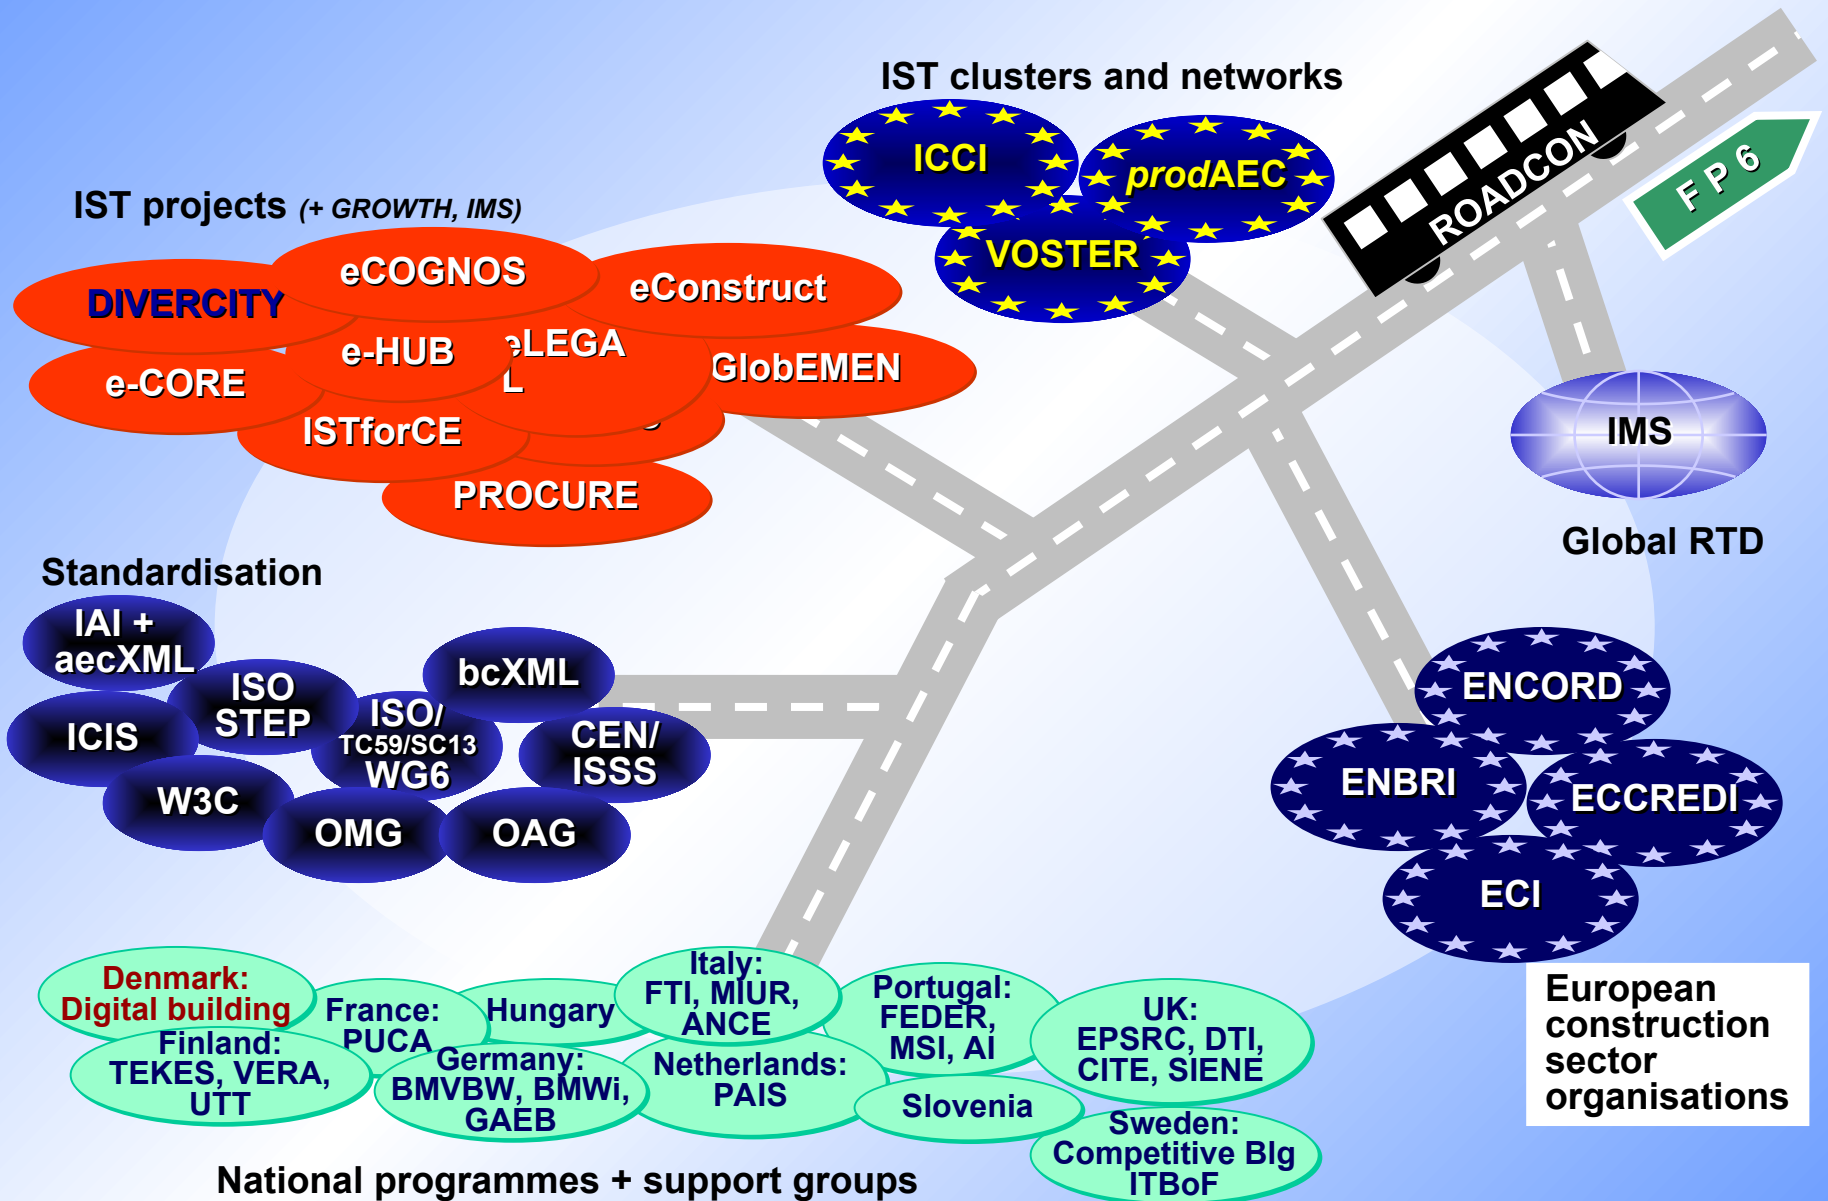 IST clusters and networks
ICCI
prodAEC
VOSTER
ROADCON
F P 6
IST projects (+ GROWTH, IMS)
eCOGNOS
DIVERCITY
eConstruct
e-HUB
eLEGA
L
GlobEMEN
e-CORE
ISTforCE
PROCURE
IMS
Global RTD
Standardisation
IAI +
aecXML
bcXML
ISO
STEP
ISO/
TC59/SC13
WG6
ICIS
CEN/
ISSS
W3C
OMG
OAG
ENCORD
ENBRI
ECCREDI
ECI
European
construction
sector
organisations
Denmark:
Digital building
France:
PUCA
Hungary
Italy:
FTI, MIUR,
ANCE
Portugal:
FEDER,
MSI, AI
UK:
EPSRC, DTI,
CITE, SIENE
Finland:
TEKES, VERA,
UTT
Germany:
BMVBW, BMWi,
GAEB
Netherlands:
PAIS
Slovenia
Sweden:
Competitive Blg
ITBoF
National programmes + support groups